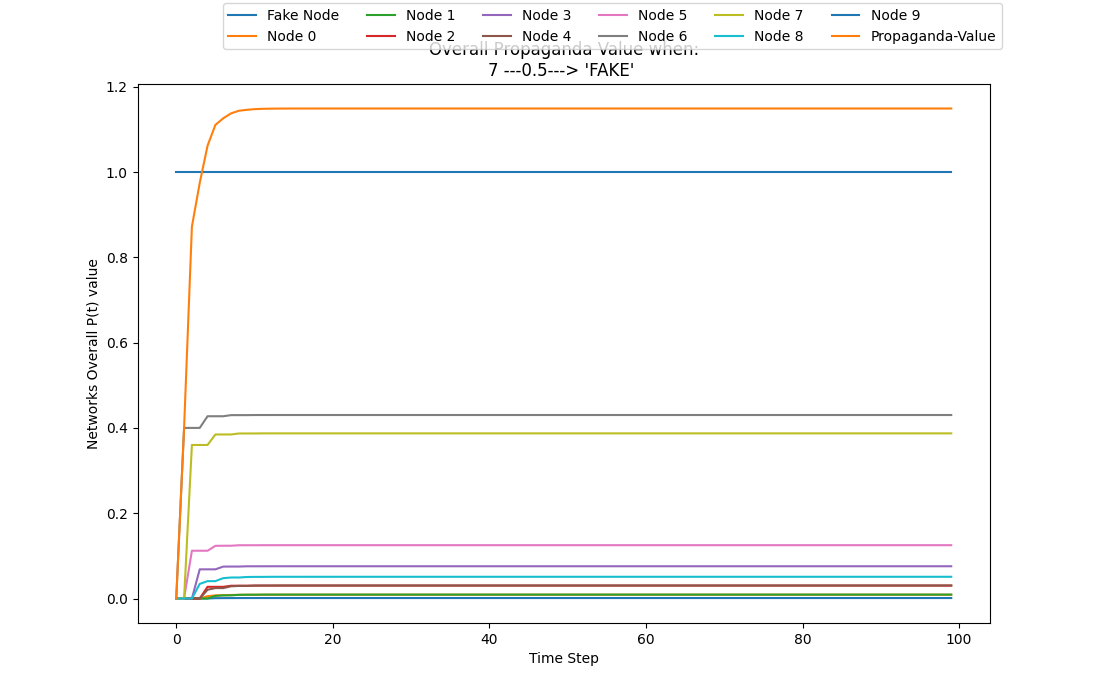 Fake Node Node 1 Node 3 Node 5 Node 7 Node 9
Node 0 Node 2 Node 4 Node 6 Node 8 Propaganda-Value
Overall Propaganda Value when:
7 ---0.5---> 'FAKE'
Networks Overall P(t) value
1.2
1.0
0.8
0.6
0.4
0.2
0.0
0 20 40 60 80 100
Time Step